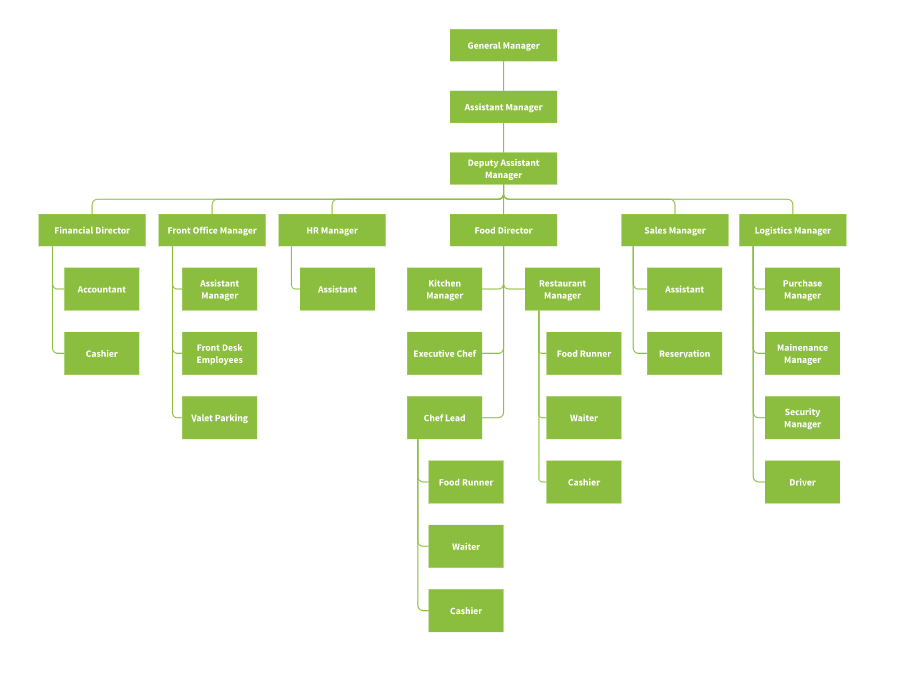 General Manager
Assistant Manager
Deputy Assistant
Manager
Financial Director
Front Office Manager
HR Manager
Food Director
Sales Manager
Logistics Manager
Accountant
Cashier
Assistant
Manager
Front Desk
Employees
Valet Parking
Assistant
Kitchen
Manager
Executive Chef
Chef Lead
Food Runner
Waiter
Cashier
Restaurant
Manager
Food Runner
Waiter
Cashier
Assistant
Reservation
Purchase
Manager
Mainenance
Manager
Security
Manager
Driver